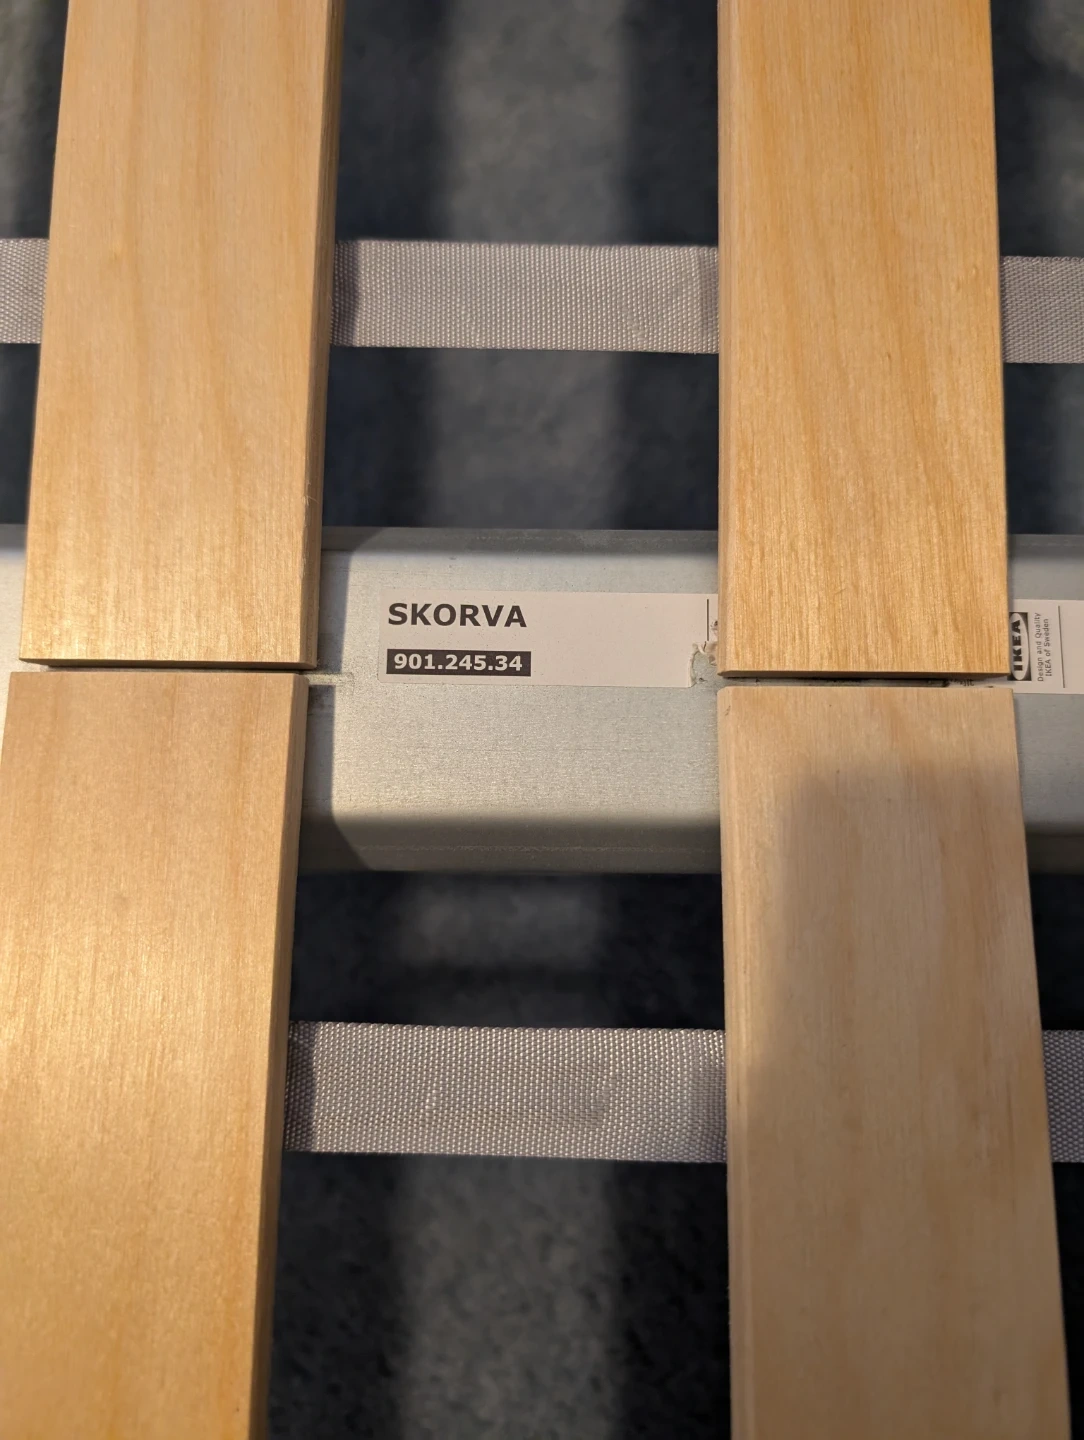 SKORVA
901.245.34
IKEA
Design and Quality
IKEA of Sweden